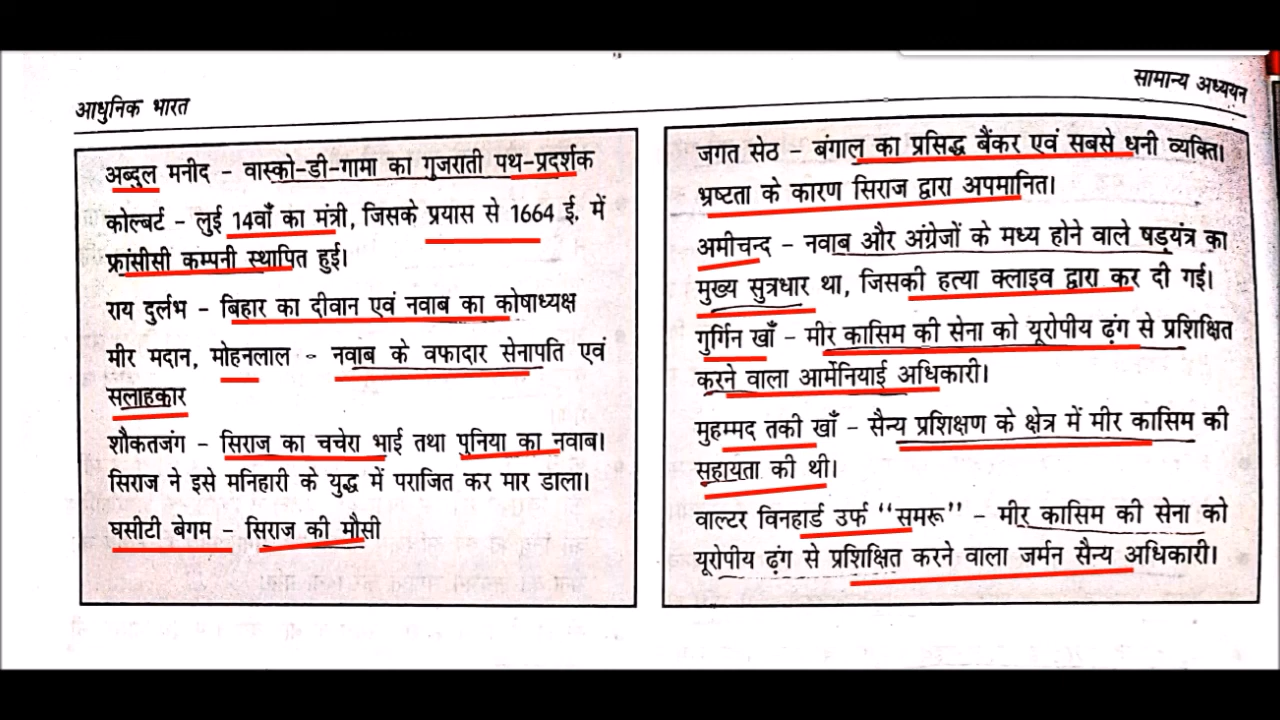 आधुनिक भारत
सामान्य अध्ययन
अब्दुल मनीद – वास्को-डी-गामा का गुजराती पथ-प्रदर्शक
कोल्बर्ट – लुई 14वाँ का मंत्री, जिसके प्रयास से 1664 ई. में
फ्रांसीसी कम्पनी स्थापित हुई।
राय दुर्लभ – बिहार का दीवान एवं नवाब का कोषाध्यक्ष
मीर मदान, मोहनलाल - नवाब के वफादार सेनापति एवं
सलाहकार
शौकतजंग – सिराज का चचेरा भाई तथा पुनिया का नवाब।
सिराज ने इसे मनिहारी के युद्ध में पराजित कर मार डाला।
घसीटी बेगम – सिराज की मौसी
जगत सेठ – बंगाल का प्रसिद्ध बैंकर एवं सबसे धनी व्यक्ति।
भ्रष्टता के कारण सिराज द्वारा अपमानित।
अमीचन्द – नवाब और अंग्रेजों के मध्य होने वाले षड़यंत्र का
मुख्य सुत्रधार था, जिसकी हत्या क्लाइव द्वारा कर दी गई।
गुर्गिन खाँ – मीर कासिम की सेना को यूरोपीय ढ़ंग से प्रशिक्षित
करने वाला आर्मेनियाई अधिकारी।
मुहम्मद तकी खाँ – सैन्य प्रशिक्षण के क्षेत्र में मीर कासिम की
सहायता की थी।
वाल्टर विनहार्ड उर्फ ‘‘समरू’’ – मीर कासिम की सेना को
यूरोपीय ढ़ंग से प्रशिक्षित करने वाला जर्मन सैन्य अधिकारी।